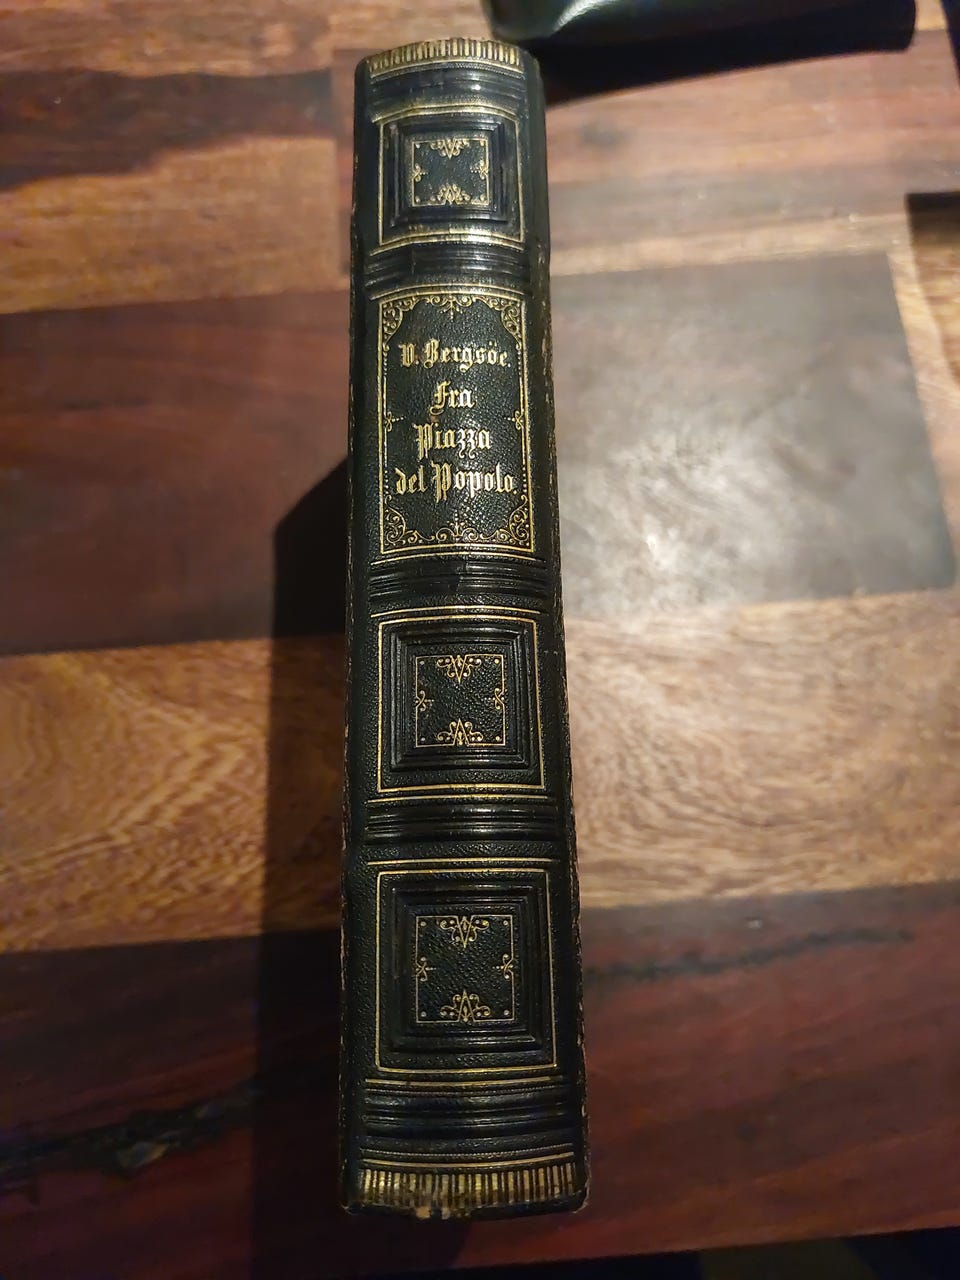 V. Bergsöe.
Fra
Piazza
del Popolo.